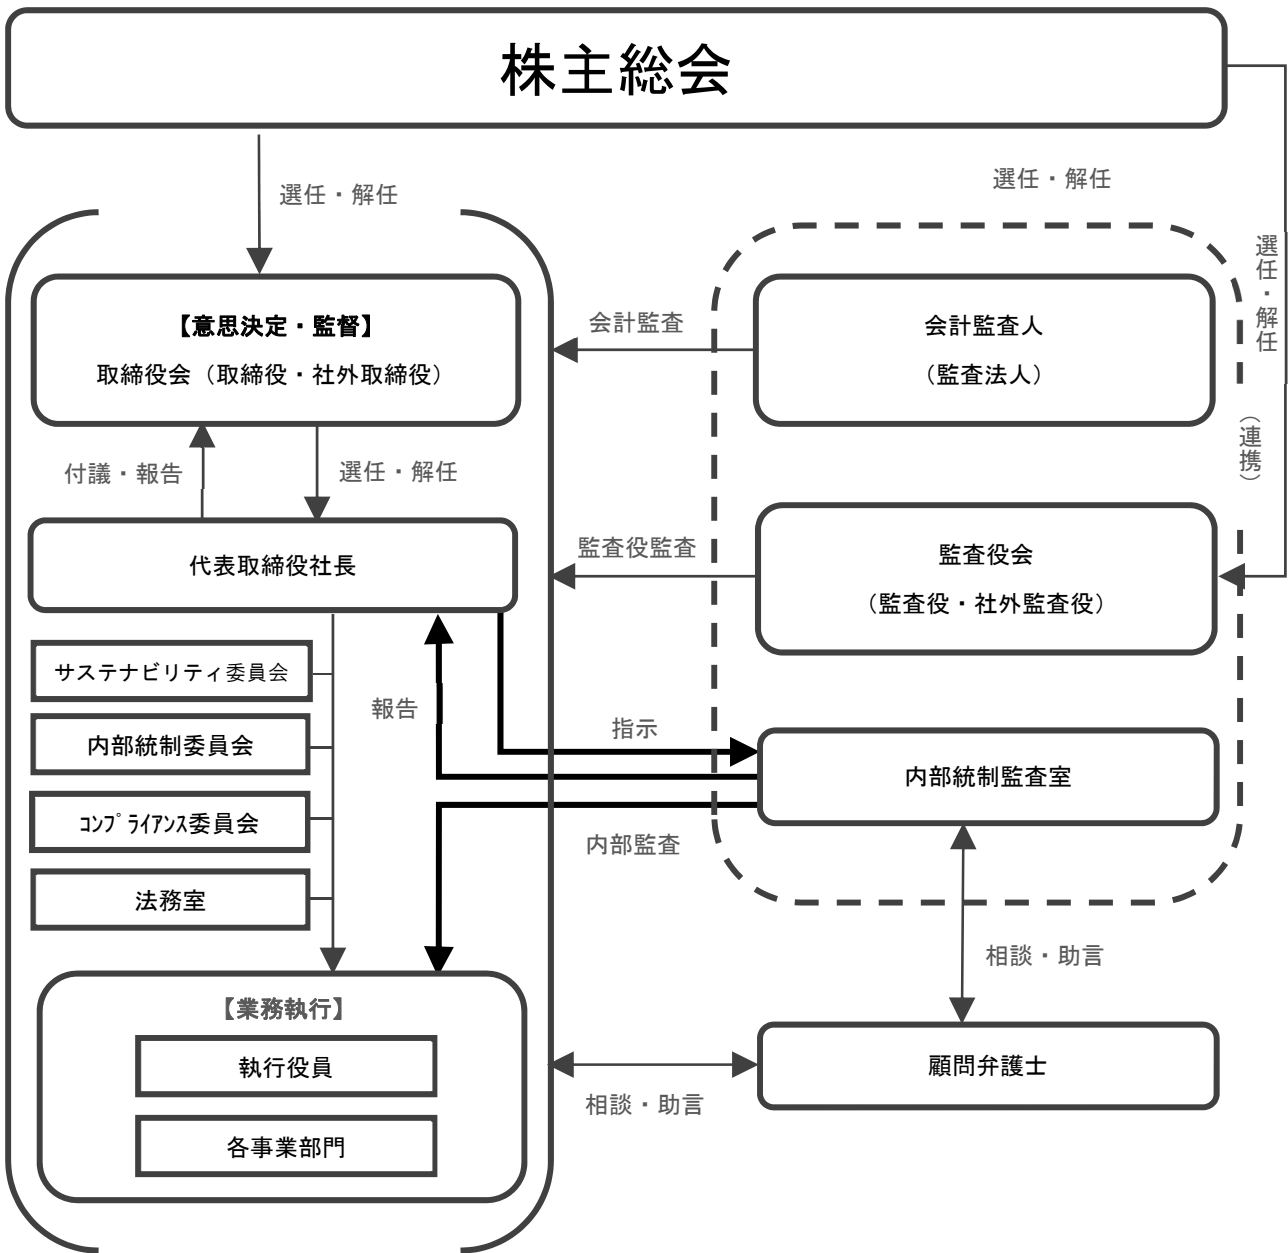 株主総会
選任・解任
選任・解任
選任・解任
【意思決定・監督】
取締役会（取締役・社外取締役）
会計監査
会計監査人
（監査法人）
（連携）
付議・報告
選任・解任
代表取締役社長
監査役監査
監査役会
（監査役・社外監査役）
サステナビリティ委員会
内部統制委員会
ｺﾝﾌﾟﾗｲｱﾝｽ委員会
法務室
報告
指示
内部統制監査室
内部監査
相談・助言
【業務執行】
執行役員
各事業部門
相談・助言
顧問弁護士